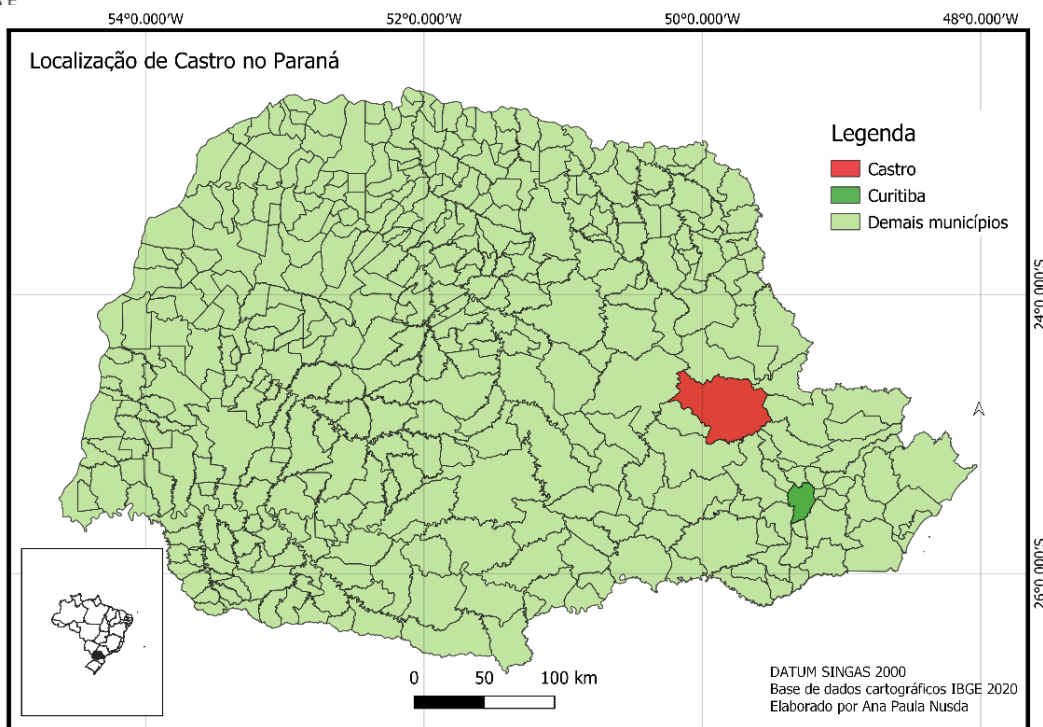 54°0.000'W 52°0.000'W 50°0.000'W 48°0.000'W
Localização de Castro no Paraná
Legenda
Castro
Curitiba
Demais municípios
24°0.000'S
26°0.000'S
0 50 100 km
DATUM SINGAS 2000
Base de dados cartográficos IBGE 2020
Elaborado por Ana Paula Nusda